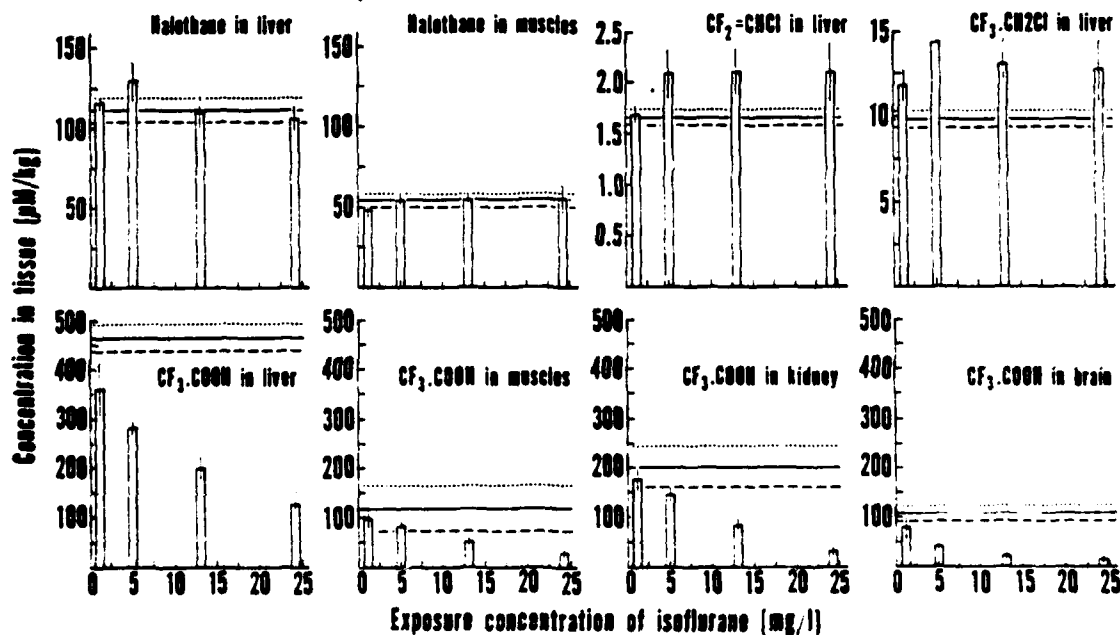 Halothane in liver
Halothane in muscles
CF2=CHCl in liver
CF3.CH2Cl in liver
150
100
50
150
100
50
2.5
2.0
1.5
1.0
0.5
15
10
5
Concentration in tissue (µM/kg)
CF3.COOH in liver
CF3.COOH in muscles
CF3.COOH in kidney
CF3.COOH in brain
500
400
300
200
100
500
400
300
200
100
500
400
300
200
100
500
400
300
200
100
0 5 10 15 20 25
0 5 10 15 20 25
0 5 10 15 20 25
0 5 10 15 20 25
Exposure concentration of isoflurane (mg/l)